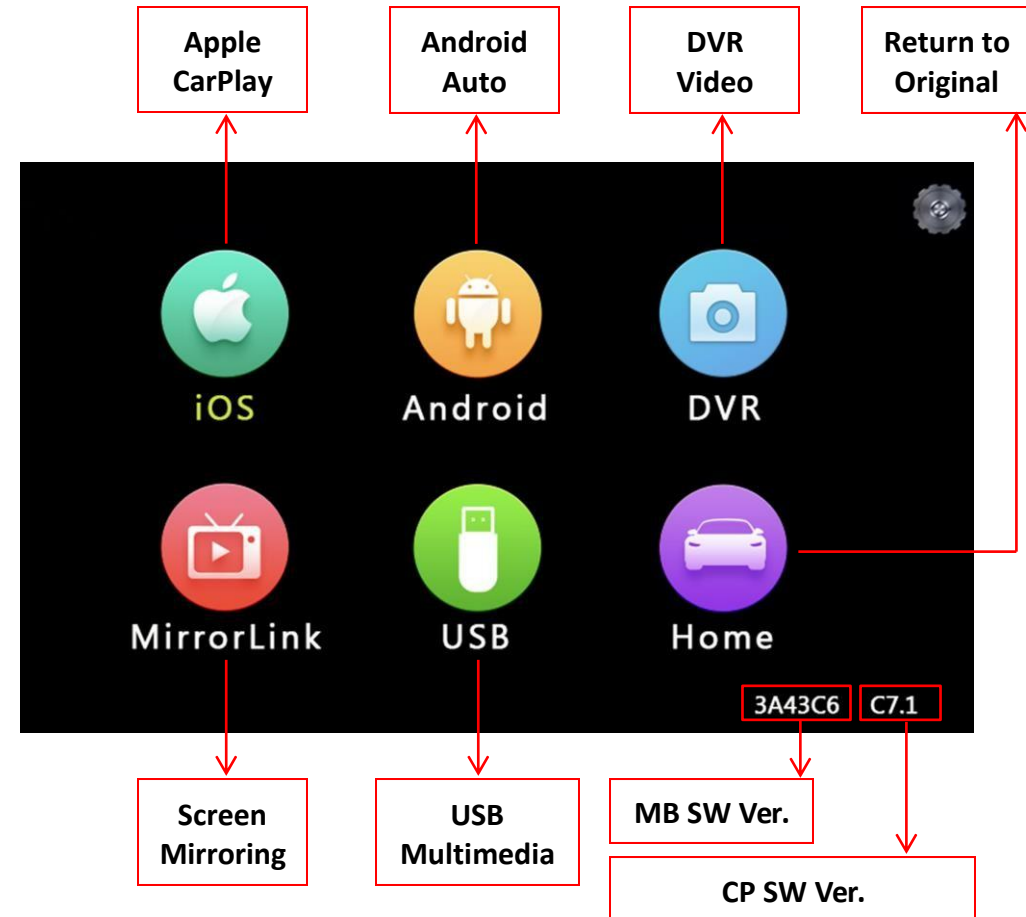 Apple
CarPlay
Android
Auto
DVR
Video
Return to
Original
iOS
Android
DVR
MirrorLink
USB
Home
3A43C6
C7.1
Screen
Mirroring
USB
Multimedia
MB SW Ver.
CP SW Ver.